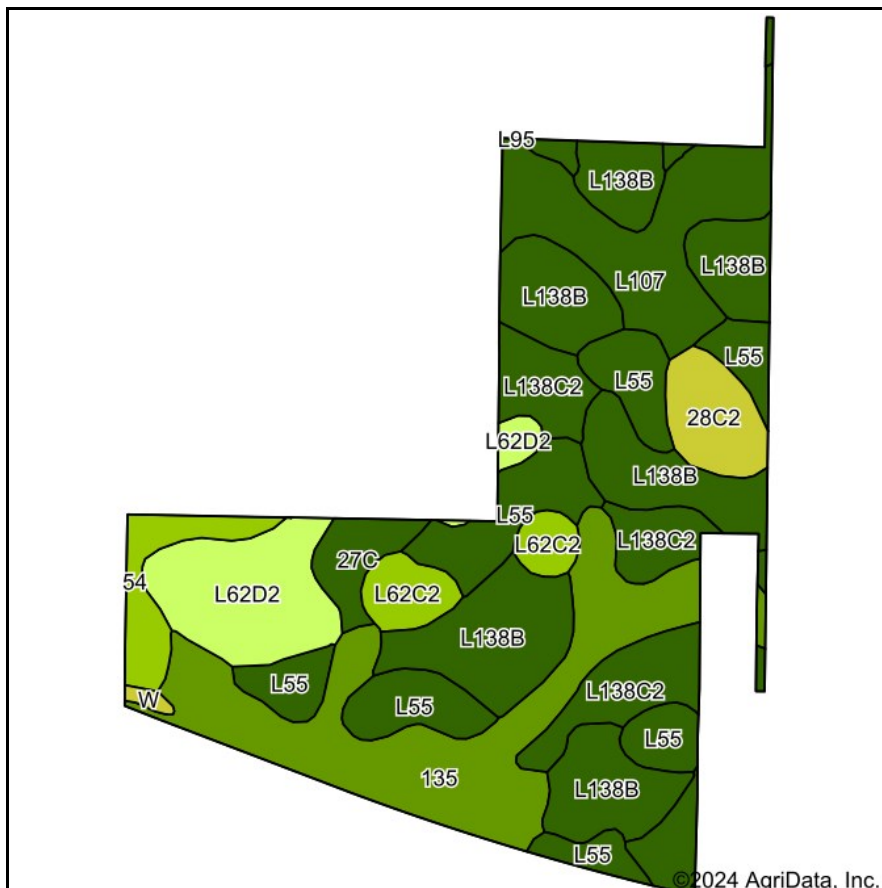 L95
L138B
L138B
L107
L138B
L55
L55
L138C2
28C2
L62D2
L138B
L55
L138C2
L62C2
27C
54
L62D2
L62C2
L138B
L55
L138C2
W
L55
L55
135
L138B
L55
©2024 AgriData, Inc.